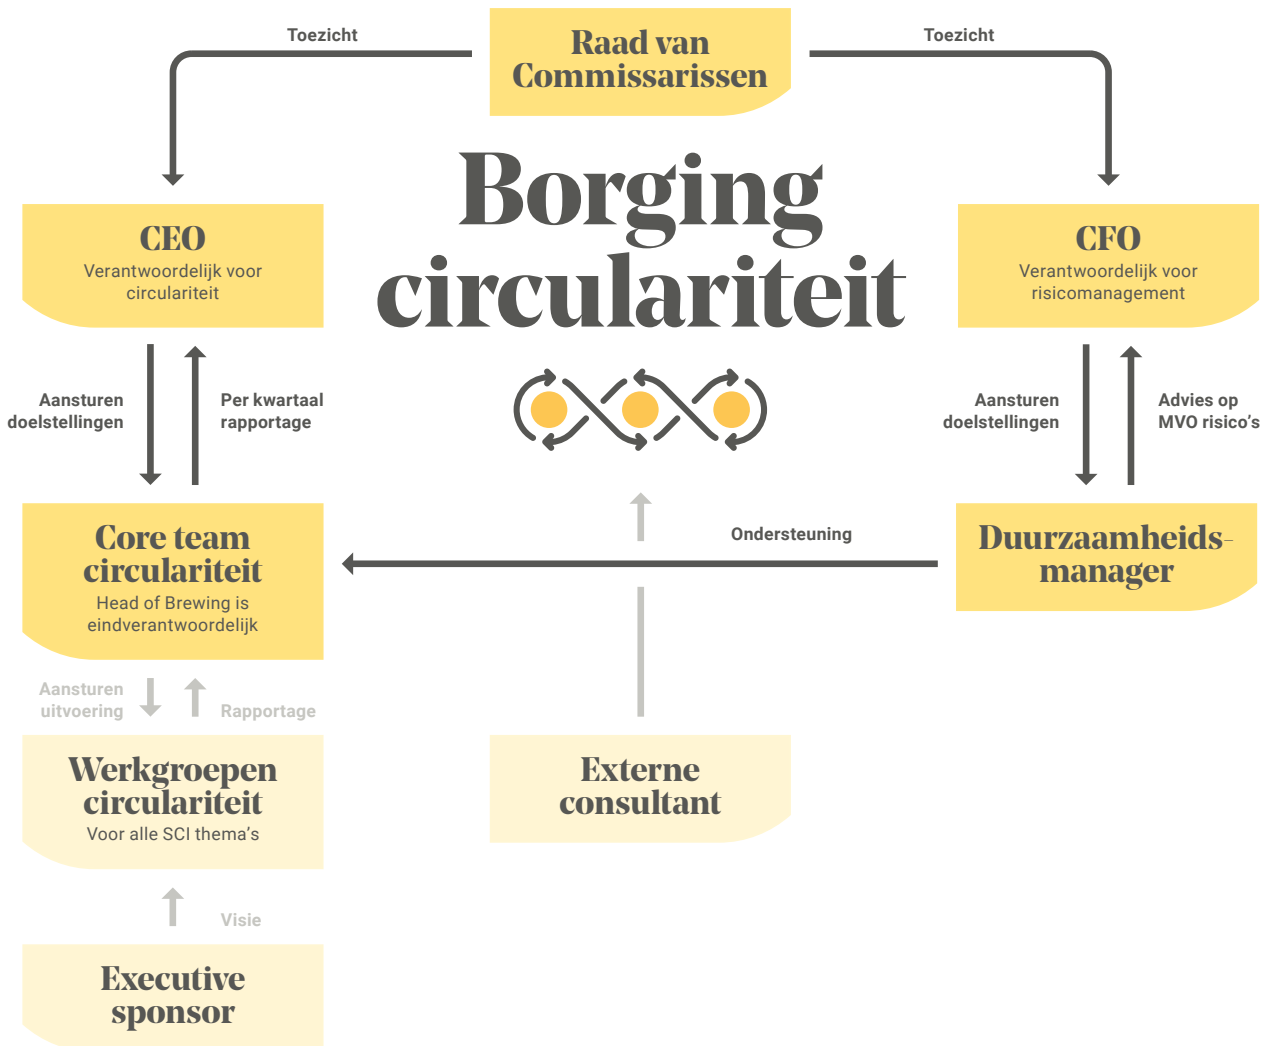 Toezicht
Raad van
Commissarissen
Toezicht
Borging
circulariteit
CEO
Verantwoordelijk voor
circulariteit
CFO
Verantwoordelijk voor
risicomanagement
Aansturen
doelstellingen
Per kwartaal
rapportage
Aansturen
doelstellingen
Advies op
MVO risico’s
Core team
circulariteit
Head of Brewing is
eindverantwoordelijk
Ondersteuning
Duurzaamheids-
manager
Aansturen
uitvoering
Rapportage
Werkgroepen
circulariteit
Voor alle SCI thema’s
Externe
consultant
Visie
Executive
sponsor